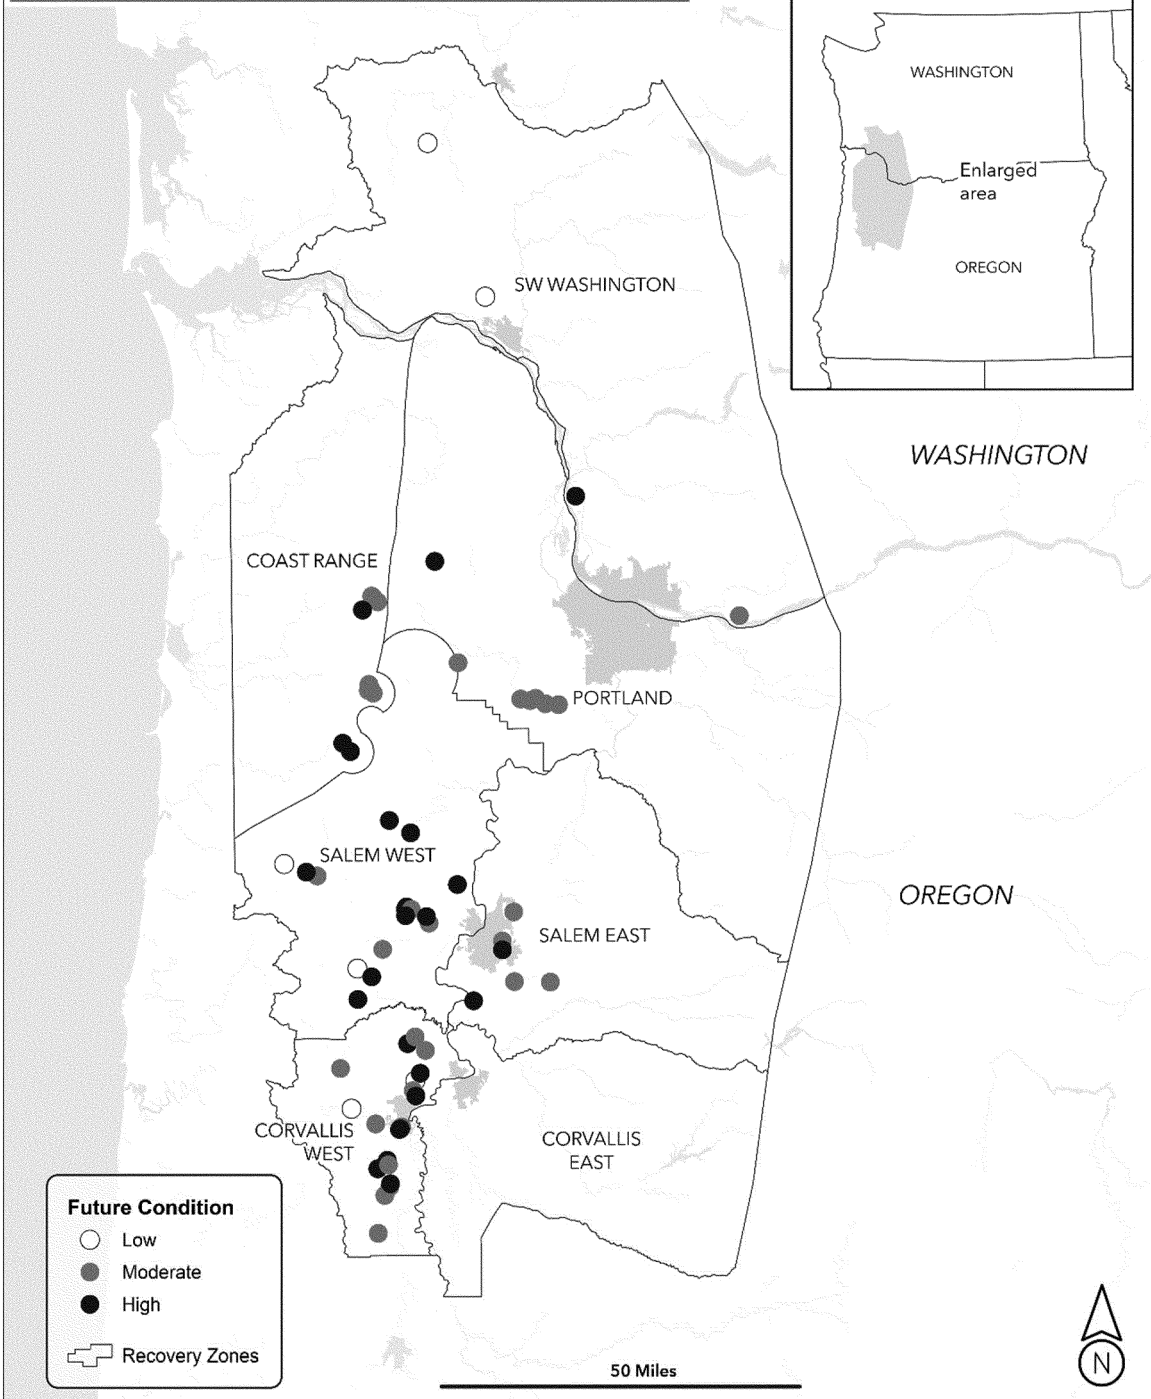 WASHINGTON
Enlarged
area
OREGON
SW WASHINGTON
WASHINGTON
COAST RANGE
PORTLAND
SALEM WEST
OREGON
SALEM EAST
CORVALLIS
WEST
CORVALLIS
EAST
Future Condition
Low
Moderate
High
Recovery Zones
50 Miles
N